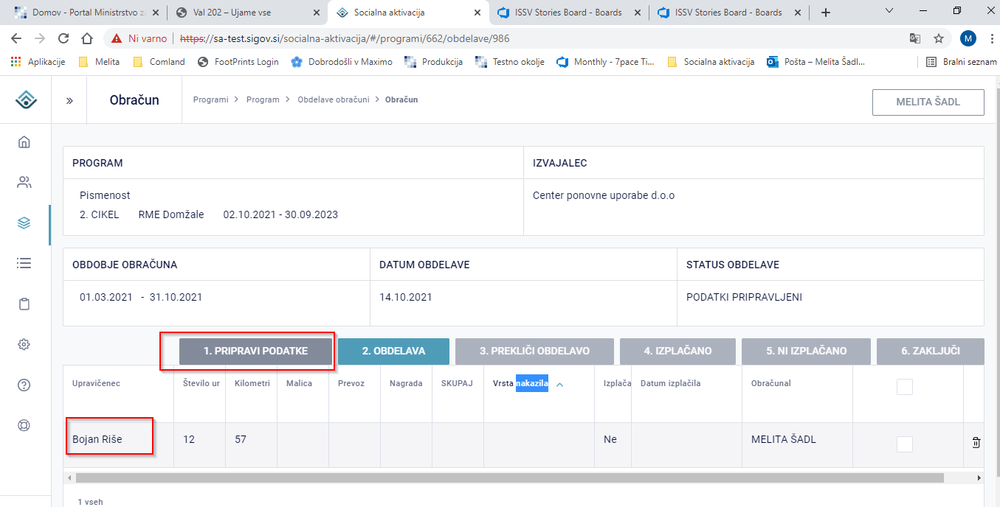 Domov - Portal Ministrstvo z
Val 202 – Ujame vse
Socialna aktivacija
ISSV Stories Board - Boards
ISSV Stories Board - Boards
Ni varno
https://sa-test.sigov.si/socialna-aktivacija/#/programi/662/obdelave/986
M
Aplikacije
Melita
Comland
FootPrints Login
Dobrodošli v Maximo
Produkcija
Testno okolje
Monthly - 7pace Ti...
Socialna aktivacija
Pošta – Melita Šadl...
Bralni seznam
Obračun
Programi > Program > Obdelave obračuni > Obračun
MELITA ŠADL
PROGRAM
IZVAJALEC
Pismenost
Center ponovne uporabe d.o.o
2. CIKEL RME Domžale 02.10.2021 - 30.09.2023
OBDOBJE OBRAČUNA
DATUM OBDELAVE
STATUS OBDELAVE
01.03.2021 - 31.10.2021
14.10.2021
PODATKI PRIPRAVLJENI
1. PRIPRAVI PODATKE
2. OBDELAVA
3. PREKLIČI OBDELAVO
4. IZPLAČANO
5. NI IZPLAČANO
6. ZAKLJUČI
Upravičenec Število ur Kilometri Malica Prevoz Nagrada SKUPAJ Vrsta nakazila Izplača Datum izplačila Obračunal
Bojan Riše 12 57 Ne MELITA ŠADL
1 vseh